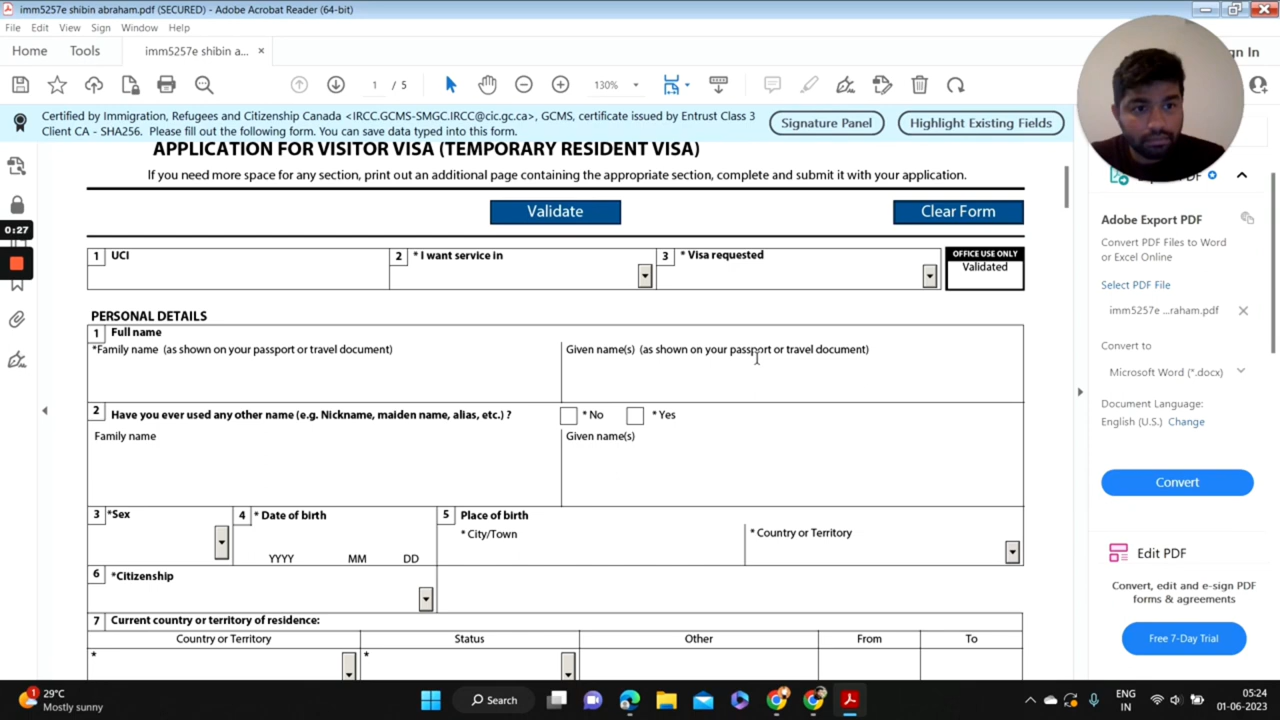 imm5257e shibin abraham.pdf (SECURED) - Adobe Acrobat Reader (64-bit)
File Edit View Sign Window Help
Home Tools imm5257e shibin a... ×
1 / 5 130%
Certified by Immigration, Refugees and Citizenship Canada <IRCC.GCMS-SMGC.IRCC@cic.gc.ca>, GCMS, certificate issued by Entrust Class 3
Client CA - SHA256. Please fill out the following form. You can save data typed into this form.
Signature Panel
Highlight Existing Fields
APPLICATION FOR VISITOR VISA (TEMPORARY RESIDENT VISA)
If you need more space for any section, print out an additional page containing the appropriate section, complete and submit it with your application.
Validate Clear Form
1 UCI 2 * I want service in 3 * Visa requested OFFICE USE ONLY
Validated
PERSONAL DETAILS
1 Full name
*Family name (as shown on your passport or travel document) Given name(s) (as shown on your passport or travel document)
2 Have you ever used any other name (e.g. Nickname, maiden name, alias, etc.) ? * No * Yes
Family name Given name(s)
3 *Sex 4 * Date of birth 5 Place of birth
* City/Town * Country or Territory
YYYY MM DD
6 *Citizenship
7 Current country or territory of residence:
Country or Territory Status Other From To
* *
0:27
In
Adobe Export PDF
Convert PDF Files to Word
or Excel Online
Select PDF File
imm5257e ...raham.pdf
Convert to
Microsoft Word (*.docx)
Document Language:
English (U.S.) Change
Convert
Edit PDF
Convert, edit and e-sign PDF
forms & agreements
Free 7-Day Trial
1
29°C
Mostly sunny
Search
ENG
IN
05:24
01-06-2023